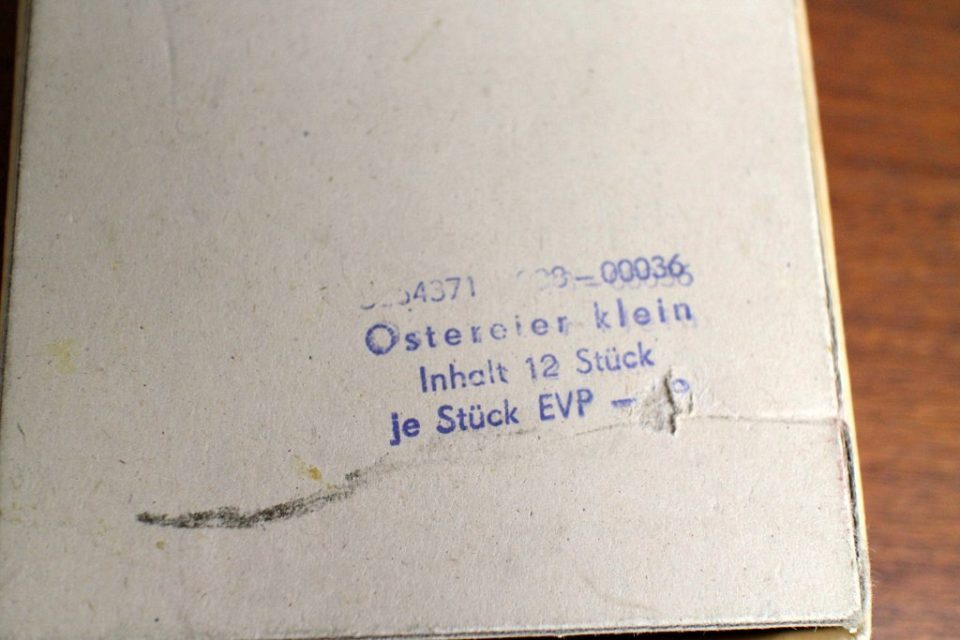 00036
Ostereier klein
Inhalt 12 Stück
je Stück EVP –